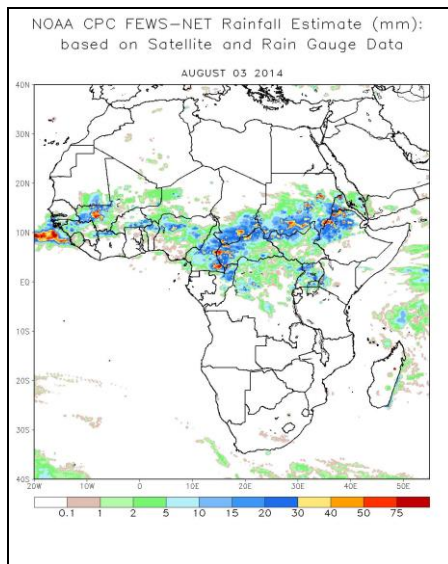 NOAA CPC FEWS-NET Rainfall Estimate (mm):
based on Satellite and Rain Gauge Data
AUGUST 03 2014
40N
30N
20N
10N
EQ
10S
20S
30S
40S
20W 10W 0 10E 20E 30E 40E 50E
0.1 1 2 5 10 15 20 30 40 50 75